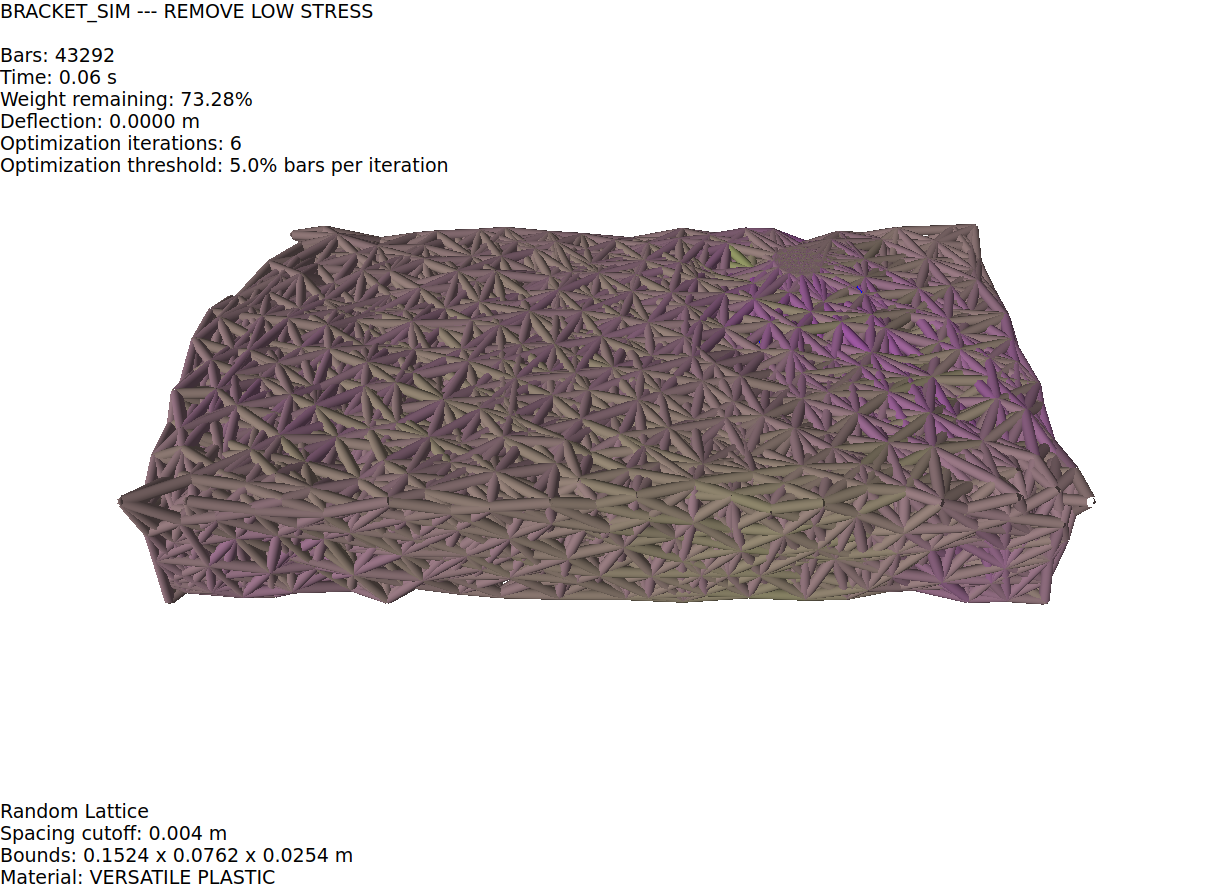 BRACKET_SIM --- REMOVE LOW STRESS
Bars: 43292
Time: 0.06 s
Weight remaining: 73.28%
Deflection: 0.0000 m
Optimization iterations: 6
Optimization threshold: 5.0% bars per iteration
Random Lattice
Spacing cutoff: 0.004 m
Bounds: 0.1524 x 0.0762 x 0.0254 m
Material: VERSATILE PLASTIC